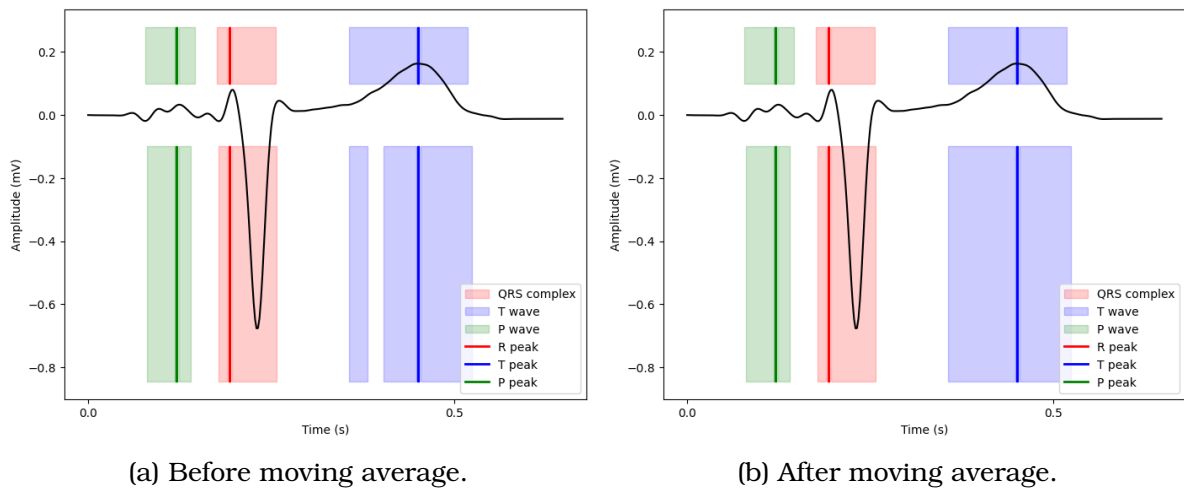 0.2
0.0
−0.2
−0.4
−0.6
−0.8
Amplitude (mV)
0.0
0.5
Time (s)
QRS complex
T wave
P wave
R peak
T peak
P peak
(a) Before moving average.
0.2
0.0
−0.2
−0.4
−0.6
−0.8
Amplitude (mV)
0.0
0.5
Time (s)
QRS complex
T wave
P wave
R peak
T peak
P peak
(b) After moving average.